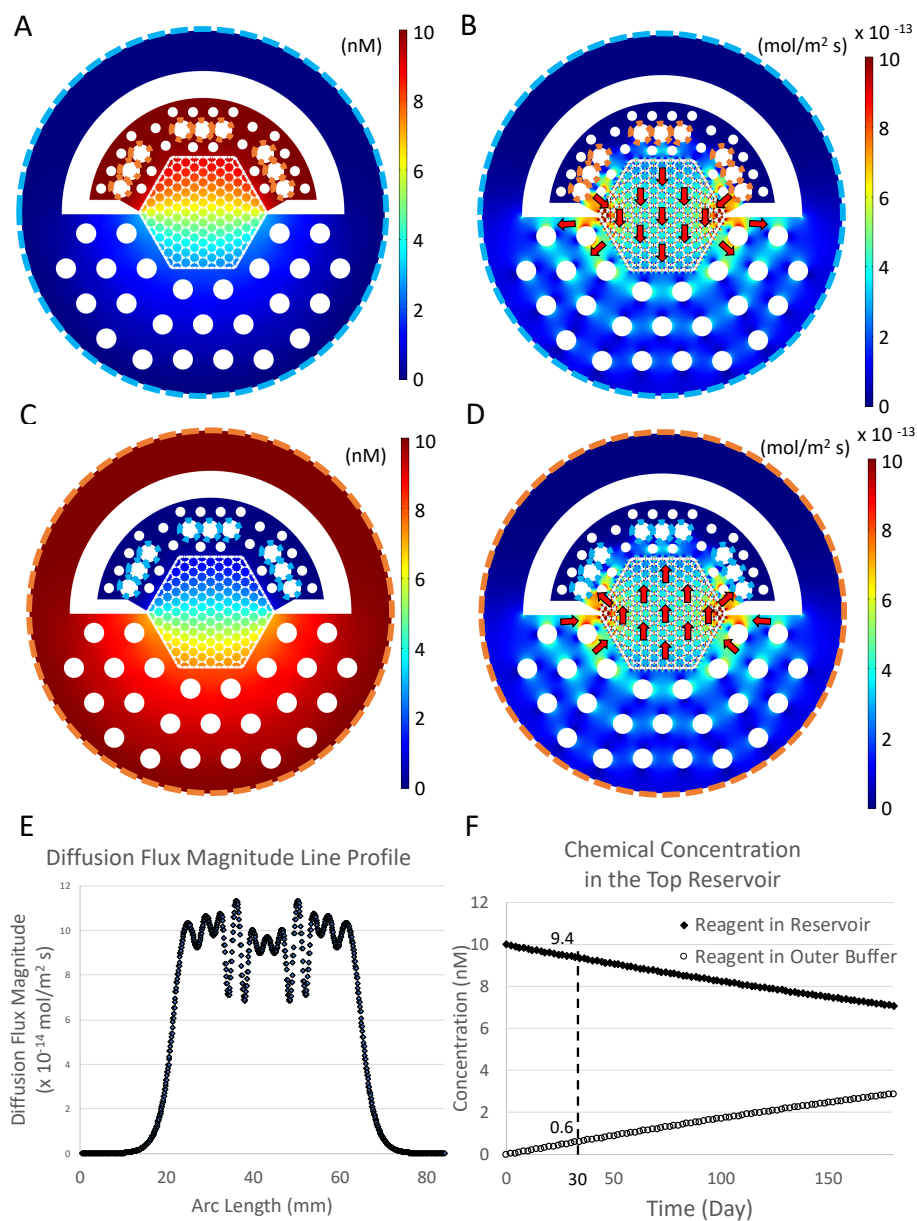 A
(nM)
10
8
6
4
2
0
B
x 10 -13
(mol/m² s)
10
8
6
4
2
0
C
(nM)
10
8
6
4
2
0
D
x 10 -13
(mol/m² s)
10
8
6
4
2
0
E
Diffusion Flux Magnitude Line Profile
Diffusion Flux Magnitude
(x 10⁻¹⁴ mol/m² s)
12
10
8
6
4
2
0
0 20 40 60 80
Arc Length (mm)
F
Chemical Concentration
in the Top Reservoir
Concentration (nM)
12
10
8
6
4
2
0
Reagent in Reservoir
Reagent in Outer Buffer
9.4
0.6
0 30 50 100 150
Time (Day)